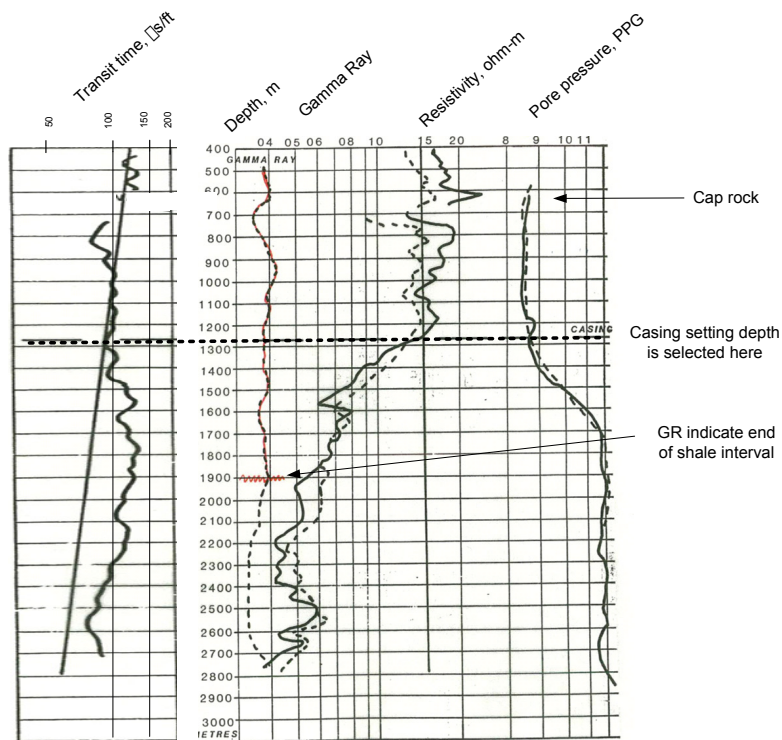 Transit time, □s/ft
Depth, m
Gamma Ray
Resistivity, ohm-m
Pore pressure, PPG
50 100 150 200
04 05 06 08 10 15 20 8 9 10 11
GAMMA RAY
400
500
600
700
800
900
1000
1100
1200
1300
1400
1500
1600
1700
1800
1900
2000
2100
2200
2300
2400
2500
2600
2700
2800
2900
3000
METRES
CASING
Cap rock
Casing setting depth
is selected here
GR indicate end
of shale interval